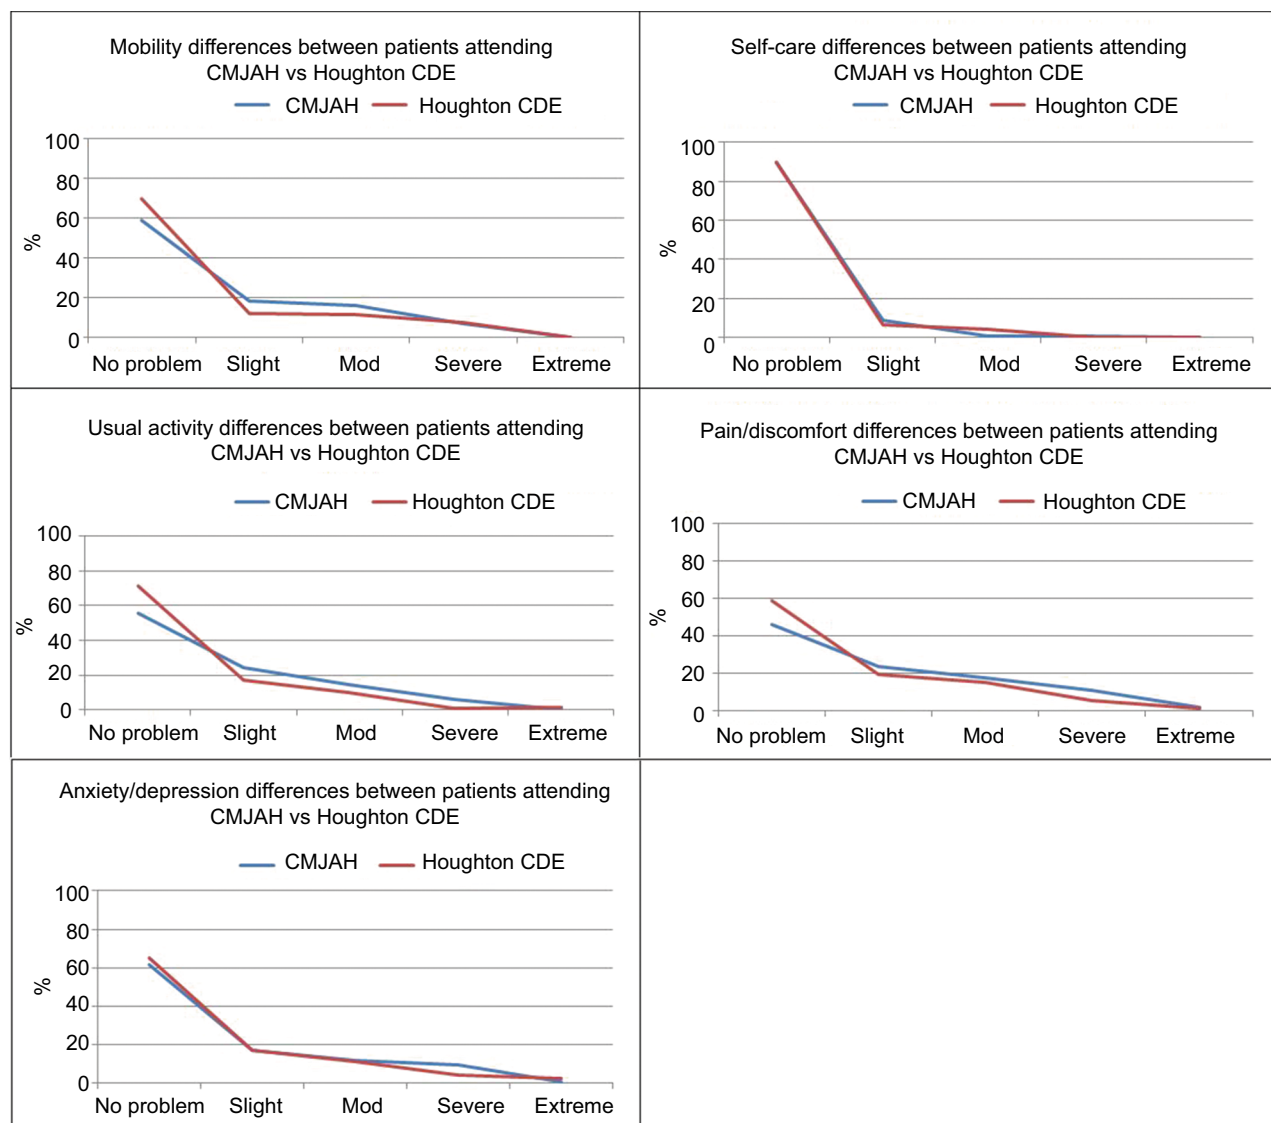 Mobility differences between patients attending
CMJAH vs Houghton CDE
CMJAH Houghton CDE
100
80
60
40
20
0
%
No problem Slight Mod Severe Extreme
Self-care differences between patients attending
CMJAH vs Houghton CDE
CMJAH Houghton CDE
100
80
60
40
20
0
%
No problem Slight Mod Severe Extreme
Usual activity differences between patients attending
CMJAH vs Houghton CDE
CMJAH Houghton CDE
100
80
60
40
20
0
%
No problem Slight Mod Severe Extreme
Pain/discomfort differences between patients attending
CMJAH vs Houghton CDE
CMJAH Houghton CDE
100
80
60
40
20
0
%
No problem Slight Mod Severe Extreme
Anxiety/depression differences between patients attending
CMJAH vs Houghton CDE
CMJAH Houghton CDE
100
80
60
40
20
0
%
No problem Slight Mod Severe Extreme